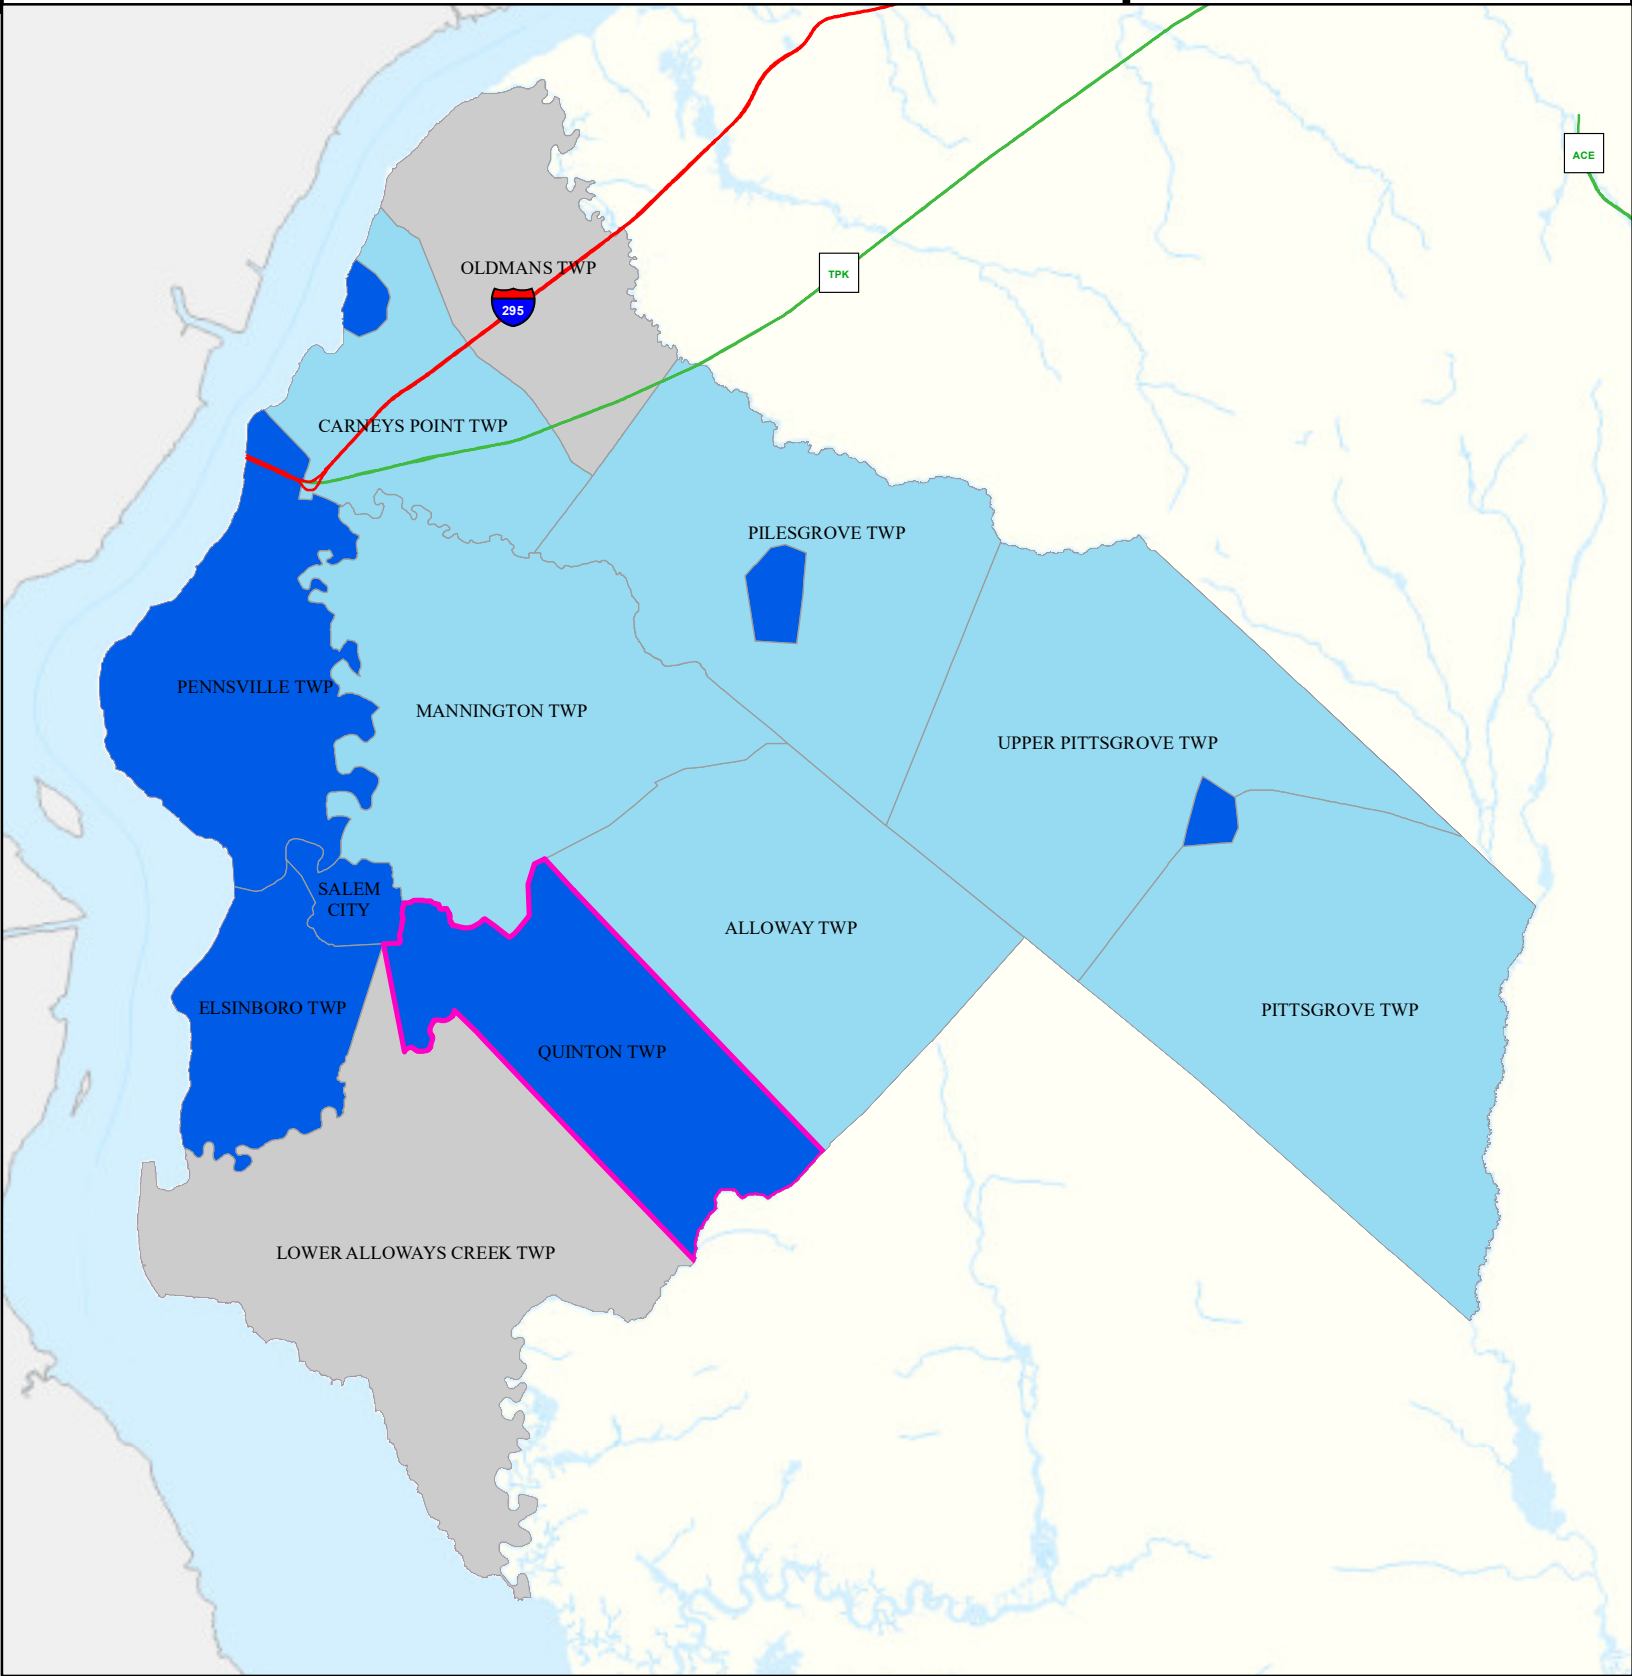 ACE
OLDMANS TWP
TPK
295
CARNEYS POINT TWP
PILESGROVE TWP
PENNSVILLE TWP
MANNINGTON TWP
UPPER PITTSGROVE TWP
SALEM
CITY
ALLOWAY TWP
ELSINBORO TWP
PITTSGROVE TWP
QUINTON TWP
LOWER ALLOWAYS CREEK TWP